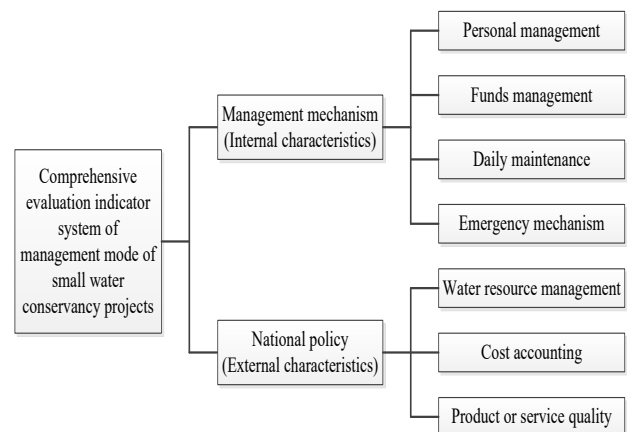 Comprehensive
evaluation indicator
system of
management mode of
small water
conservancy projects
Management mechanism
(Internal characteristics)
Personal management
Funds management
Daily maintenance
Emergency mechanism
National policy
(External characteristics)
Water resource management
Cost accounting
Product or service quality